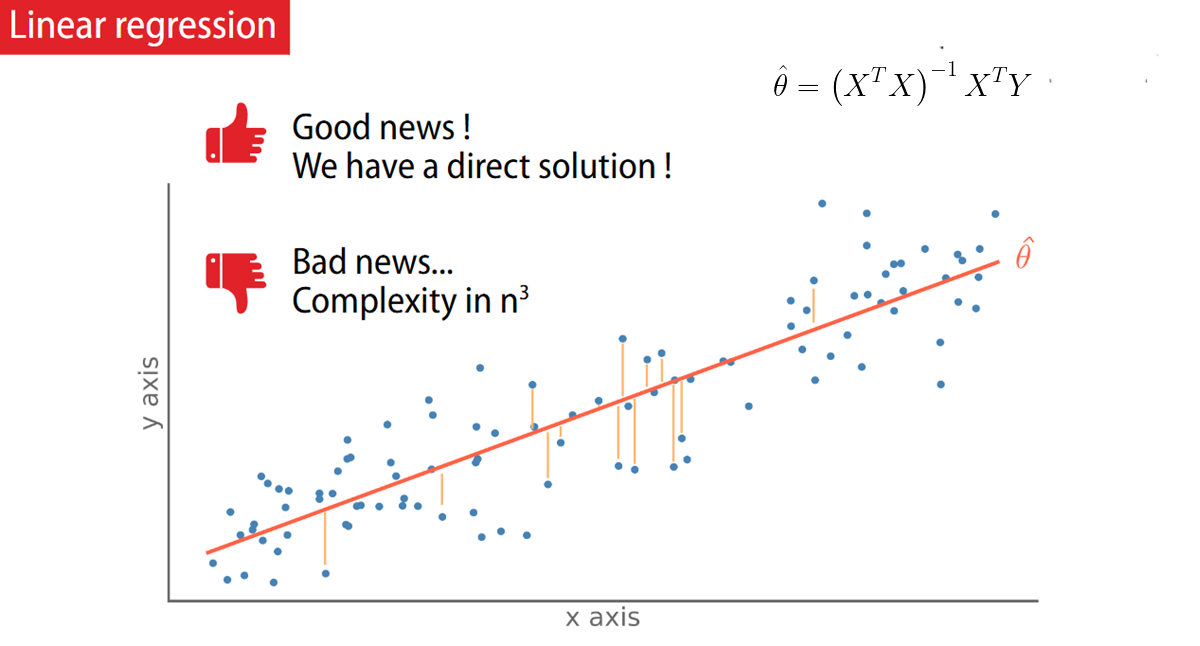 Linear regression
θ̂ = (XᵀX)⁻¹ XᵀY
Good news !
We have a direct solution !
Bad news...
Complexity in n³
θ̂
y axis
x axis